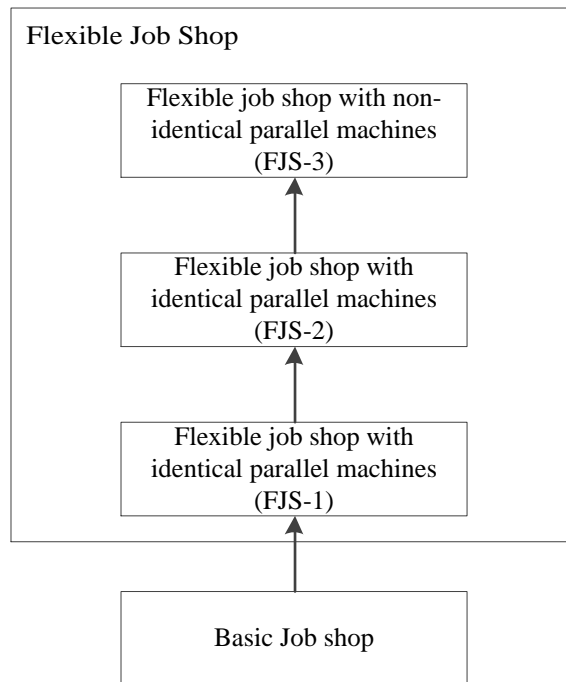 Flexible Job Shop
Flexible job shop with non-
identical parallel machines
(FJS-3)
Flexible job shop with
identical parallel machines
(FJS-2)
Flexible job shop with
identical parallel machines
(FJS-1)
Basic Job shop